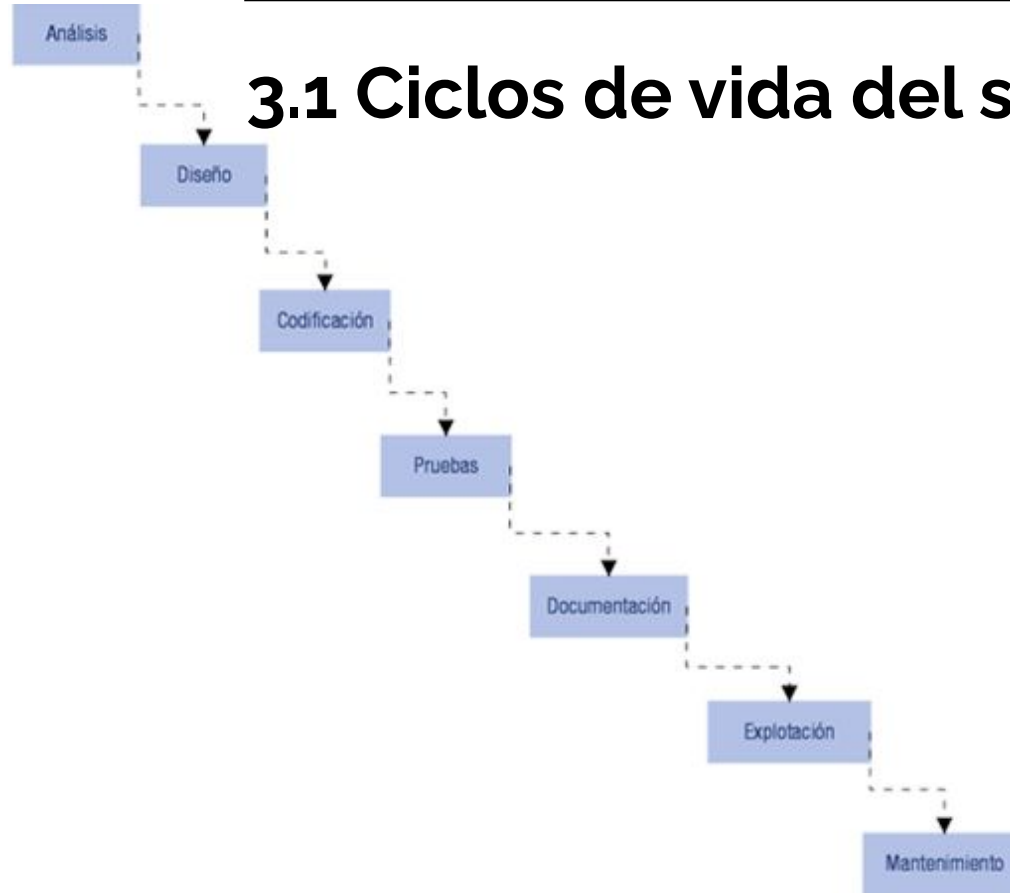 Análisis
3.1 Ciclos de vida del s
Diseño
Codificación
Pruebas
Documentación
Explotación
Mantenimiento